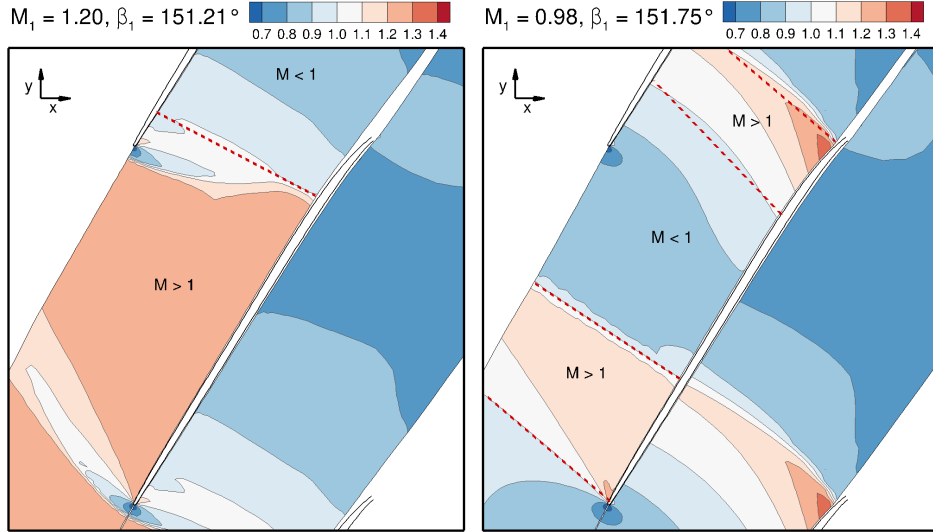 M₁ = 1.20, β₁ = 151.21°
0.7 0.8 0.9 1.0 1.1 1.2 1.3 1.4
M₁ = 0.98, β₁ = 151.75°
0.7 0.8 0.9 1.0 1.1 1.2 1.3 1.4
y
x
M < 1
M > 1
y
x
M > 1
M < 1
M > 1